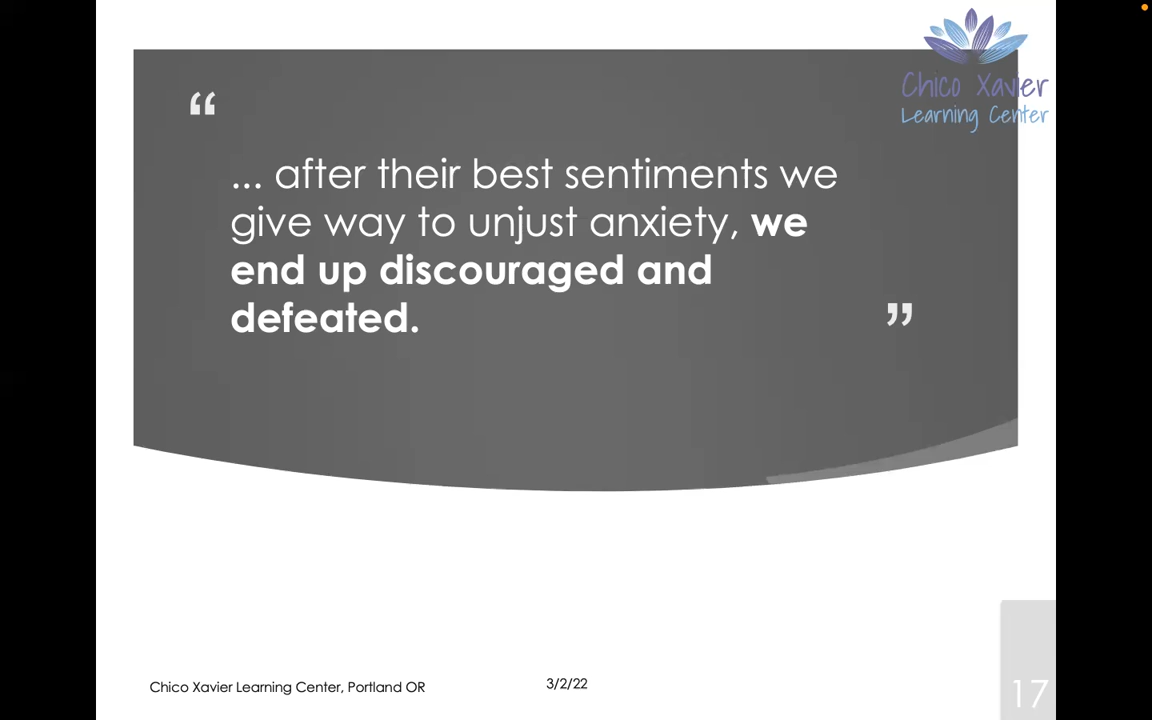 Chico Xavier
Learning Center
“
... after their best sentiments we
give way to unjust anxiety, we
end up discouraged and
defeated.
”
Chico Xavier Learning Center, Portland OR
3/2/22
17